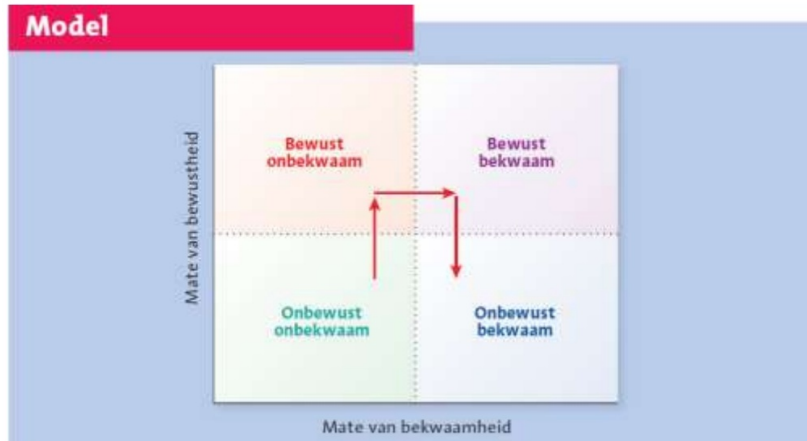 Model
Mate van bewustheid
Bewust
onbekwaam
Bewust
bekwaam
Onbewust
onbekwaam
Onbewust
bekwaam
Mate van bekwaamheid